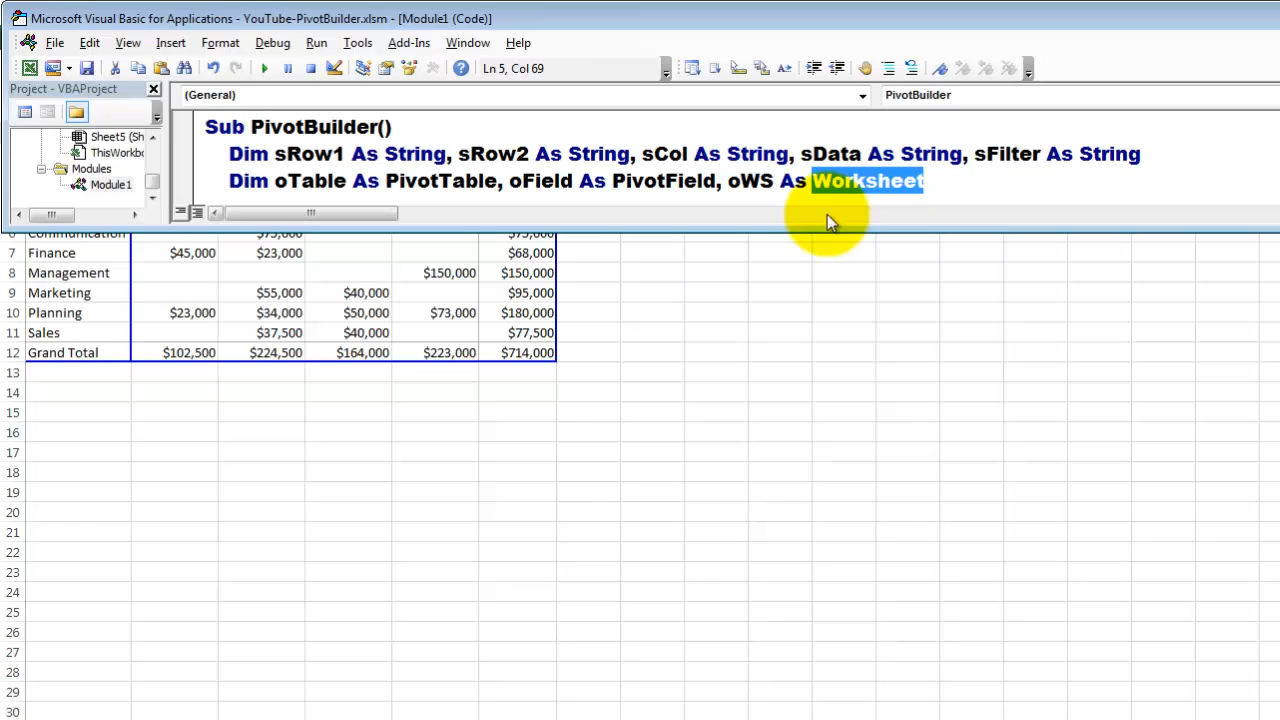 Microsoft Visual Basic for Applications - YouTube-PivotBuilder.xlsm - [Module1 (Code)]
File Edit View Insert Format Debug Run Tools Add-Ins Window Help
Ln 5, Col 69
Project - VBAProject
(General) PivotBuilder
Sheet5 (Sh
ThisWorkbc
Modules
Module1
Sub PivotBuilder()
Dim sRow1 As String, sRow2 As String, sCol As String, sData As String, sFilter As String
Dim oTable As PivotTable, oField As PivotField, oWS As Worksheet
6 Communication $75,000 $75,000
7 Finance $45,000 $23,000 $68,000
8 Management $150,000 $150,000
9 Marketing $55,000 $40,000 $95,000
10 Planning $23,000 $34,000 $50,000 $73,000 $180,000
11 Sales $37,500 $40,000 $77,500
12 Grand Total $102,500 $224,500 $164,000 $223,000 $714,000
13
14
15
16
17
18
19
20
21
22
23
24
25
26
27
28
29
30